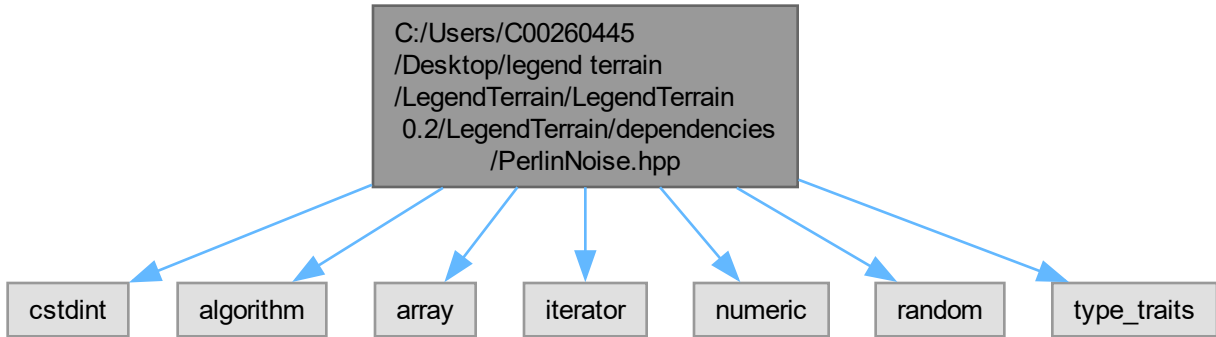 C:/Users/C00260445
/Desktop/legend terrain
/LegendTerrain/LegendTerrain
0.2/LegendTerrain/dependencies
/PerlinNoise.hpp
cstdint
algorithm
array
iterator
numeric
random
type_traits